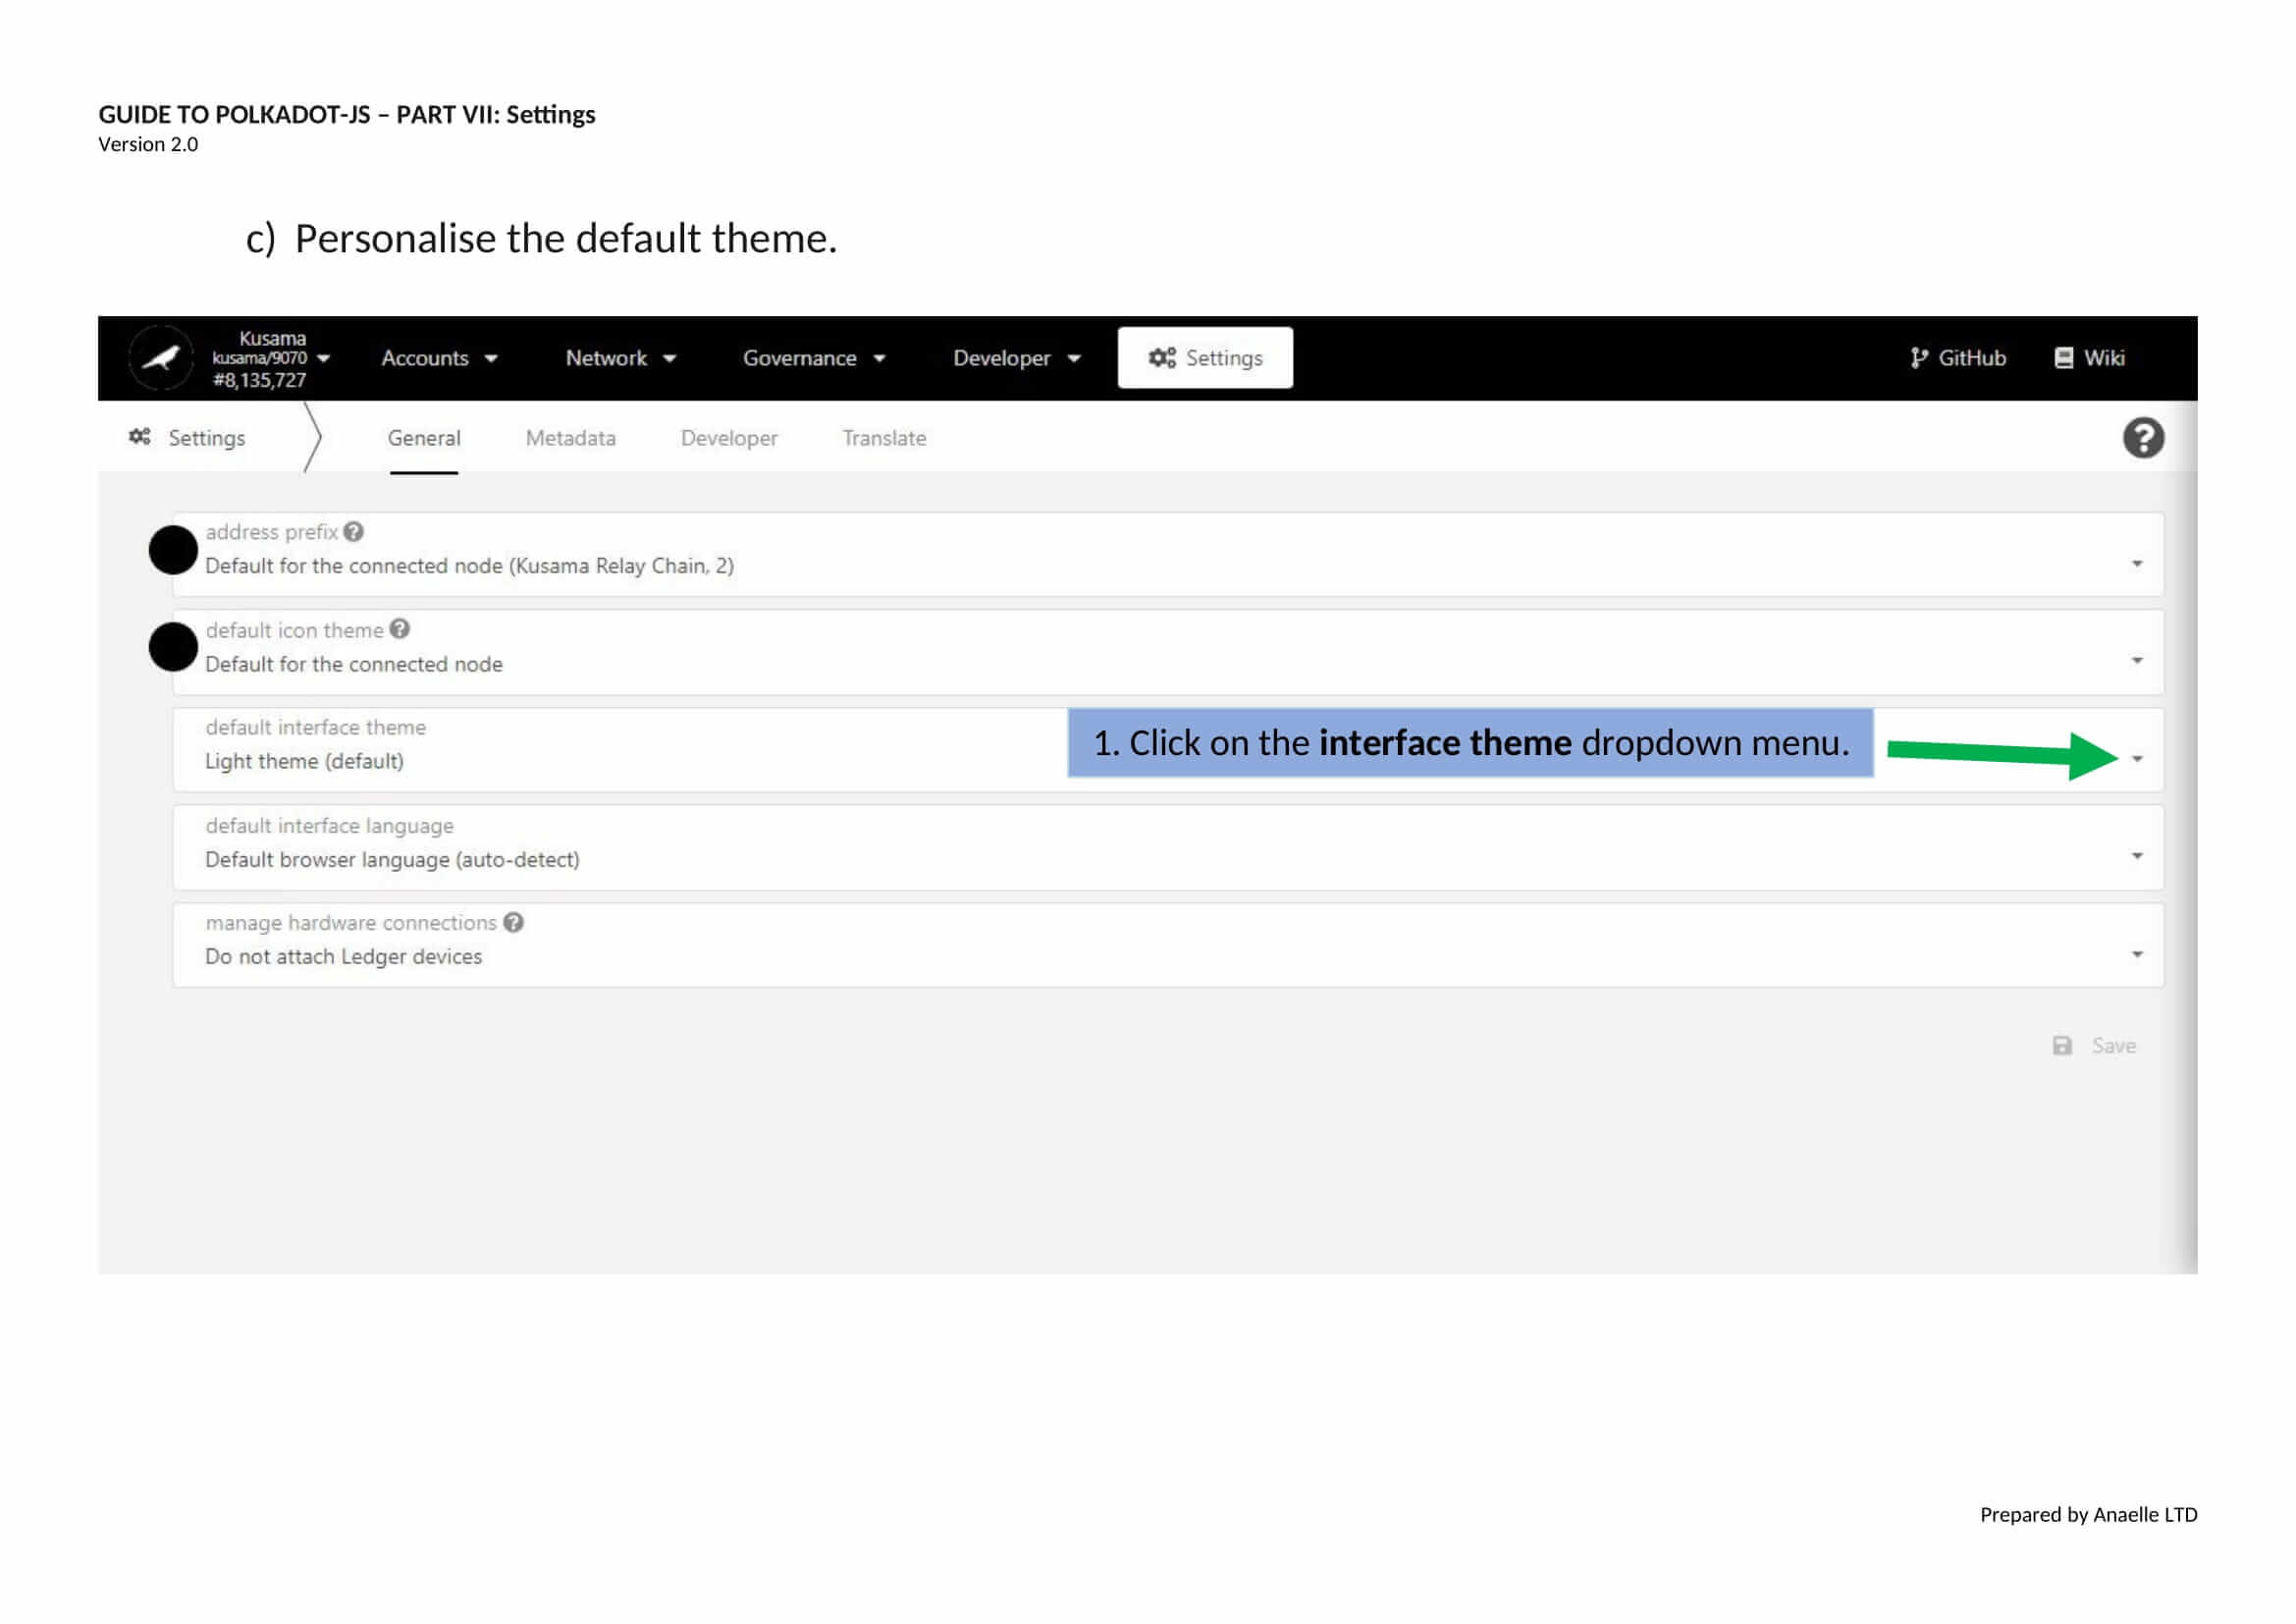 GUIDE TO POLKADOT-JS – PART VII: Settings
Version 2.0
c) Personalise the default theme.
Kusama
kusama/9070
#8,135,727
Accounts
Network
Governance
Developer
Settings
GitHub
Wiki
Settings
General
Metadata
Developer
Translate
address prefix
Default for the connected node (Kusama Relay Chain, 2)
default icon theme
Default for the connected node
default interface theme
Light theme (default)
1. Click on the interface theme dropdown menu.
default interface language
Default browser language (auto-detect)
manage hardware connections
Do not attach Ledger devices
Save
Prepared by Anaelle LTD